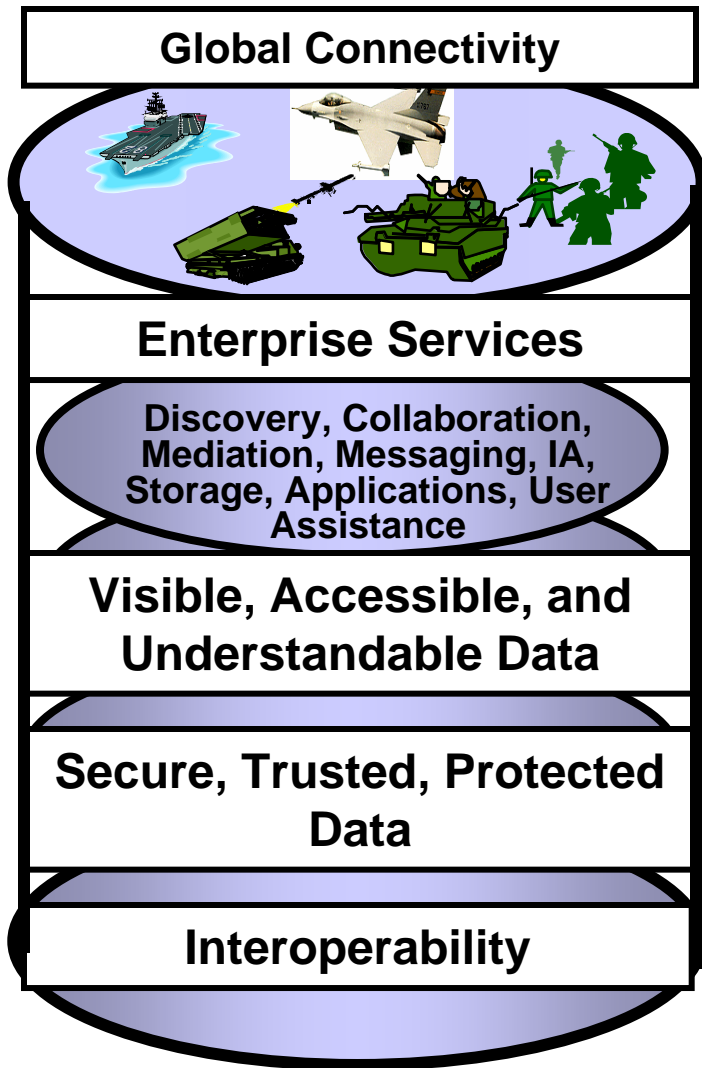 Global Connectivity
Enterprise Services
Discovery, Collaboration,
Mediation, Messaging, IA,
Storage, Applications, User
Assistance
Visible, Accessible, and
Understandable Data
Secure, Trusted, Protected
Data
Interoperability